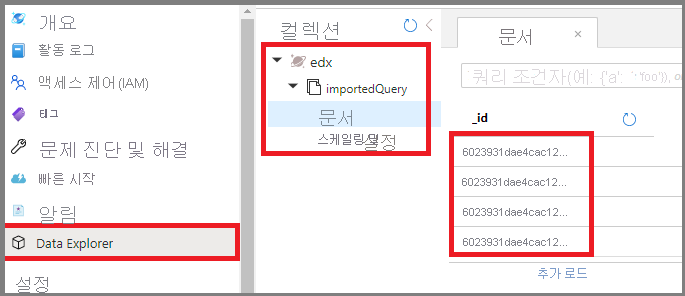 개요
활동 로그
액세스 제어(IAM)
태그
문제 진단 및 해결
빠른 시작
알림
Data Explorer
설정
컬렉션
edx
importedQuery
문서
스케일링 및 설정
문서
쿼리 조건자(예: {'a': 'foo'}), o
_id
6023931dae4cac12...
6023931dae4cac12...
6023931dae4cac12...
6023931dae4cac12...
추가 로드